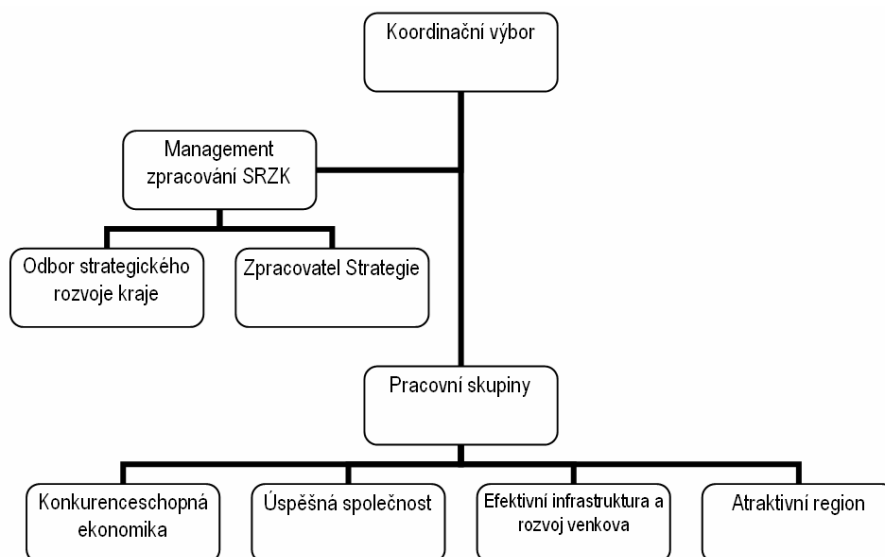 Koordinační výbor
Management
zpracování SRZK
Odbor strategického
rozvoje kraje
Zpracovatel Strategie
Pracovní skupiny
Konkurenceschopná
ekonomika
Úspěšná společnost
Efektivní infrastruktura a
rozvoj venkova
Atraktivní region